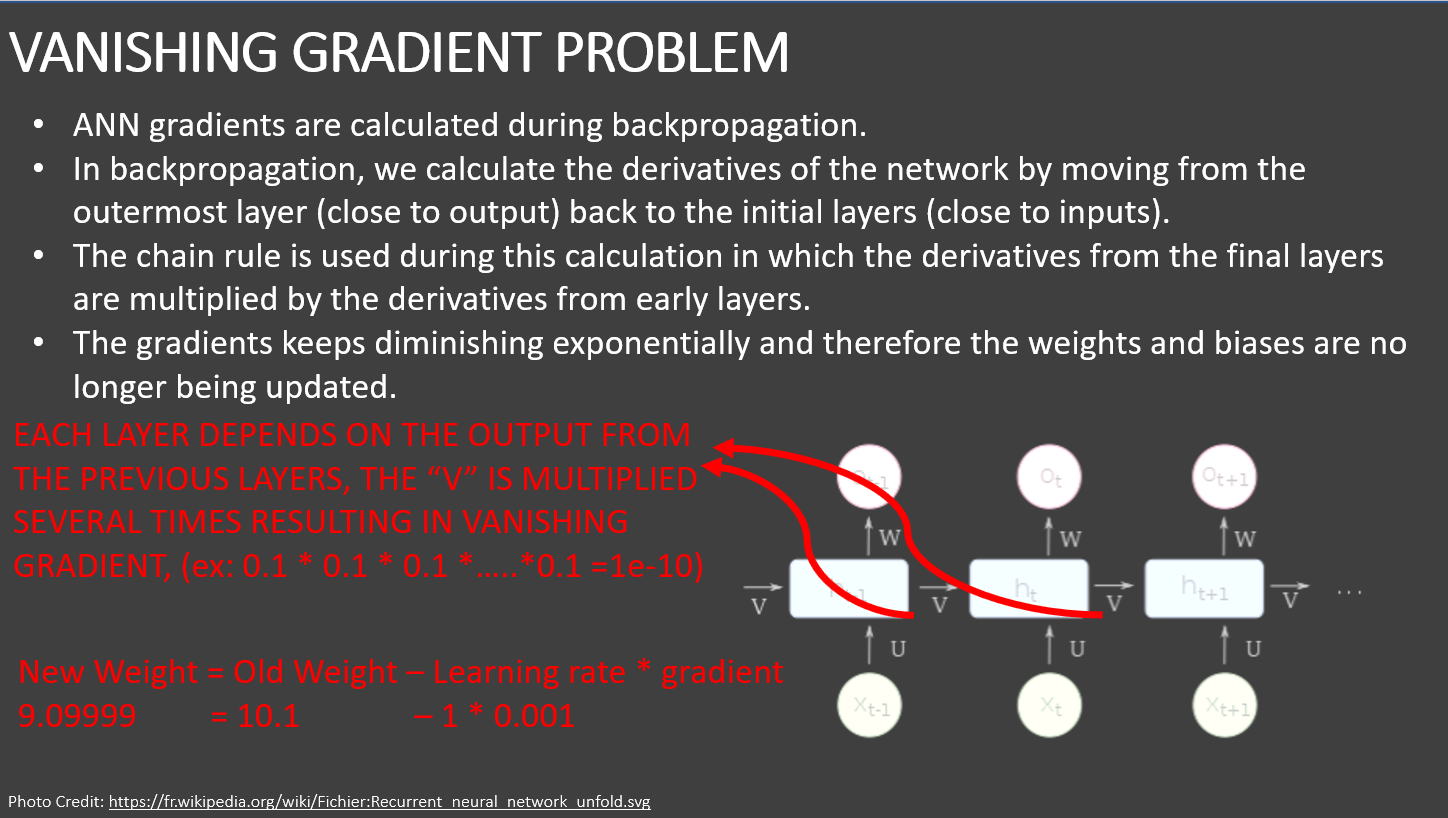 VANISHING GRADIENT PROBLEM
• ANN gradients are calculated during backpropagation.
• In backpropagation, we calculate the derivatives of the network by moving from the
outermost layer (close to output) back to the initial layers (close to inputs).
• The chain rule is used during this calculation in which the derivatives from the final layers
are multiplied by the derivatives from early layers.
• The gradients keeps diminishing exponentially and therefore the weights and biases are no
longer being updated.
EACH LAYER DEPENDS ON THE OUTPUT FROM
THE PREVIOUS LAYERS, THE “V” IS MULTIPLIED
SEVERAL TIMES RESULTING IN VANISHING
GRADIENT, (ex: 0.1 * 0.1 * 0.1 *…..*0.1 =1e-10)
New Weight = Old Weight – Learning rate * gradient
9.09999 = 10.1 – 1 * 0.001
o_t-1 o_t o_t+1
W W W
V h_t-1 V h_t V h_t+1 V ...
U U U
x_t-1 x_t x_t+1
Photo Credit: https://fr.wikipedia.org/wiki/Fichier:Recurrent_neural_network_unfold.svg